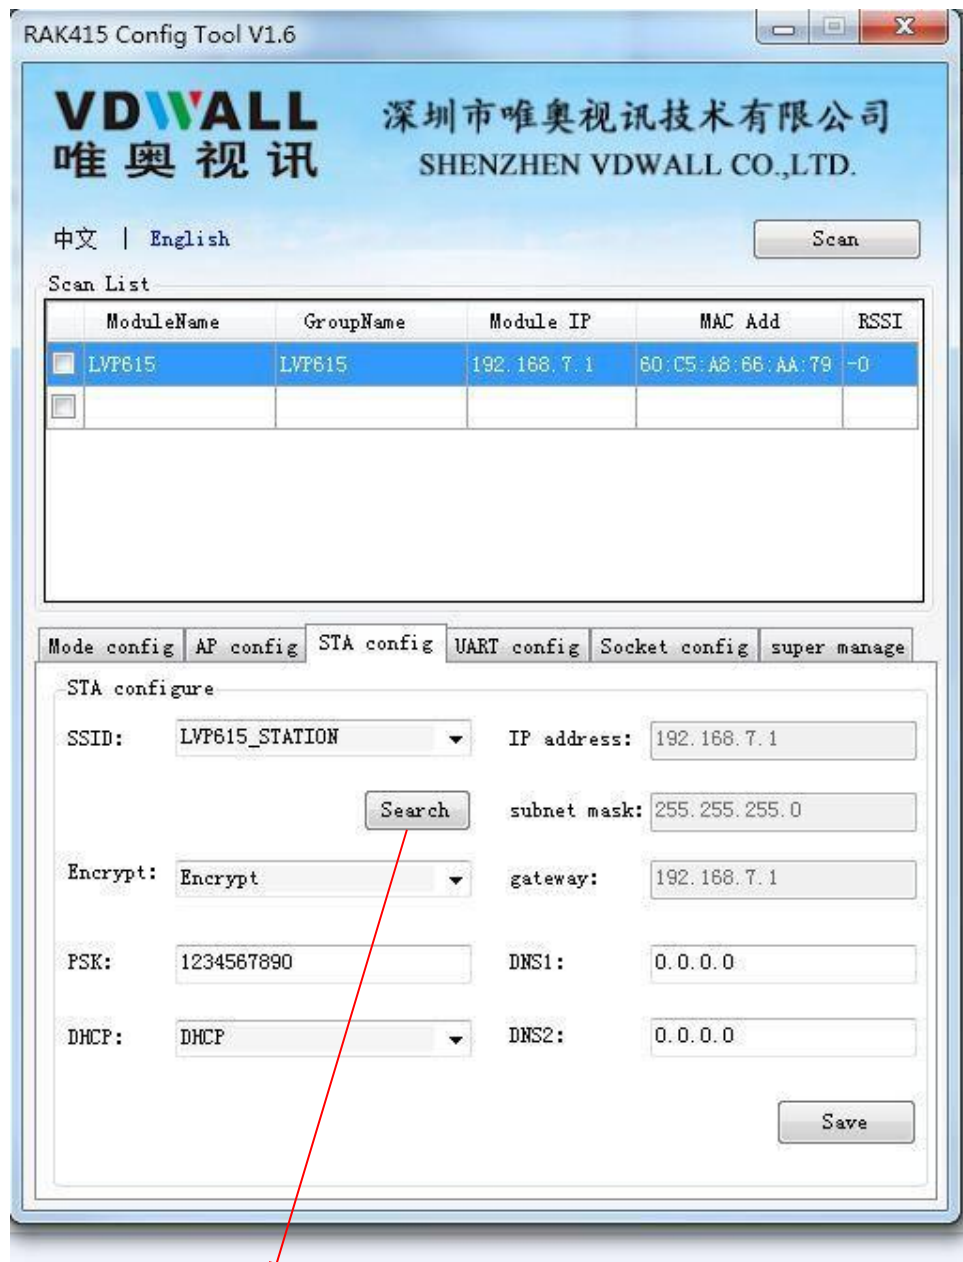 RAK415 Config Tool V1.6
VDWALL
唯奥视讯
深圳市唯奥视讯技术有限公司
SHENZHEN VDWALL CO.,LTD.
中文 | English
Scan
Scan List
ModuleName GroupName Module IP MAC Add RSSI
LVP615 LVP615 192.168.7.1 60:C5:A8:66:AA:79 -0
Mode config AP config STA config UART config Socket config super manage
STA configure
SSID: LVP615_STATION IP address: 192.168.7.1
Search subnet mask: 255.255.255.0
Encrypt: Encrypt gateway: 192.168.7.1
PSK: 1234567890 DNS1: 0.0.0.0
DHCP: DHCP DNS2: 0.0.0.0
Save